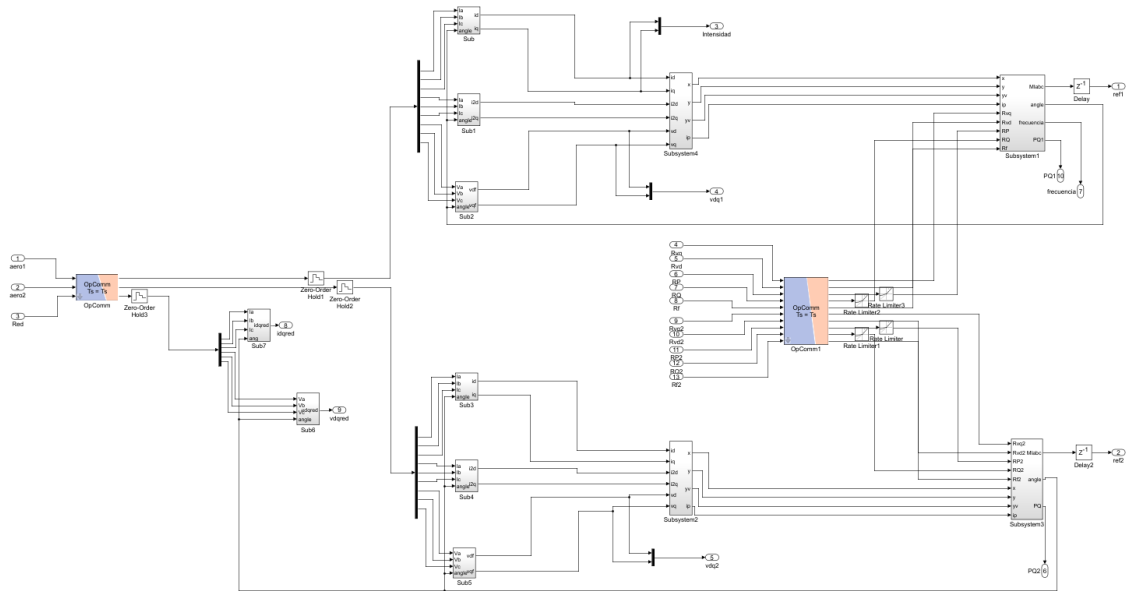 Ia
Ib
Ic
angle
id
iq
Sub
3
Intensidad
Ia
Ib
Ic
angle
i2d
i2q
Sub1
Va
Vb
Vc
angle
vdf
vqf
Sub2
id
iq
i2d
i2q
vd
vq
x
y
yv
ip
Subsystem4
4
vdq1
x
y
yv
ip
Rvq
Rvd
RP
RQ
Rf
MIabc
angle
frecuencia
PQ1
Subsystem1
Z-1
Delay
1
ref1
PQ1
10
frecuencia
7
1
aero1
2
aero2
3
Red
OpComm
Ts = Ts
OpComm
Zero-Order
Hold3
Zero-Order
Hold1
Zero-Order
Hold2
Ia
Ib
Ic
ang
idqred
Sub7
8
idqred
Va
Vb
Vc
angle
vdqred
Sub6
9
vdqred
4
Rvq
5
Rvd
6
RP
7
RQ
8
Rf
9
Rvq2
10
Rvd2
11
RP2
12
RQ2
13
Rf2
OpComm
Ts = Ts
OpComm1
Rate Limiter3
Rate Limiter2
Rate Limiter
Rate Limiter1
Ia
Ib
Ic
angle
id
iq
Sub3
Ia
Ib
Ic
angle
i2d
i2q
Sub4
Va
Vb
Vc
angle
vdf
vqf
Sub5
id
iq
i2d
i2q
vd
vq
x
y
yv
ip
Subsystem2
5
vdq2
Rvq2
Rvd2
RP2
RQ2
Rf2
x
y
yv
ip
MIabc
angle
PQ
Subsystem3
Z-1
Delay2
2
ref2
PQ2
6